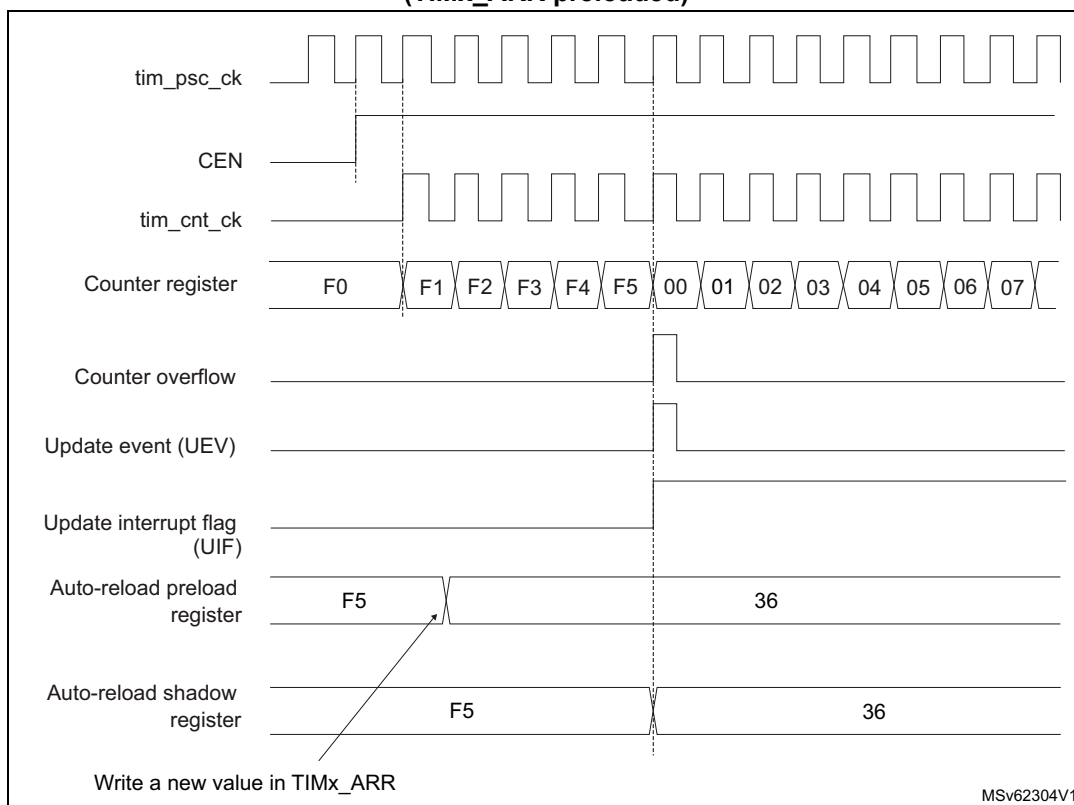 (TIMx_ARR preloaded)
tim_psc_ck
CEN
tim_cnt_ck
Counter register
F0 F1 F2 F3 F4 F5 00 01 02 03 04 05 06 07
Counter overflow
Update event (UEV)
Update interrupt flag
(UIF)
Auto-reload preload
register
F5 36
Auto-reload shadow
register
F5 36
Write a new value in TIMx_ARR
MSv62304V1